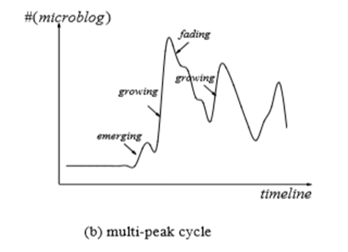 #(microblog)
fading
growing
growing
emerging
timeline
(b) multi-peak cycle